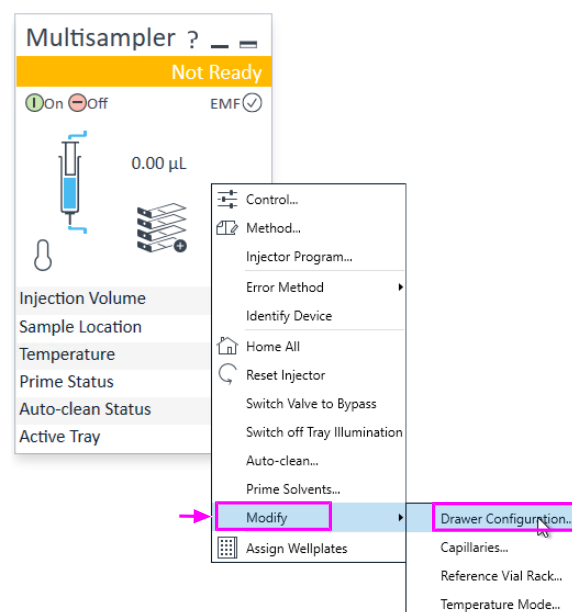 Multisampler ?
Not Ready
On Off EMF
0.00 µL
Control...
Method...
Injector Program...
Error Method
Identify Device
Home All
Reset Injector
Switch Valve to Bypass
Switch off Tray Illumination
Auto-clean...
Prime Solvents...
Modify
Assign Wellplates
Injection Volume
Sample Location
Temperature
Prime Status
Auto-clean Status
Active Tray
Drawer Configuration...
Capillaries...
Reference Vial Rack...
Temperature Mode...